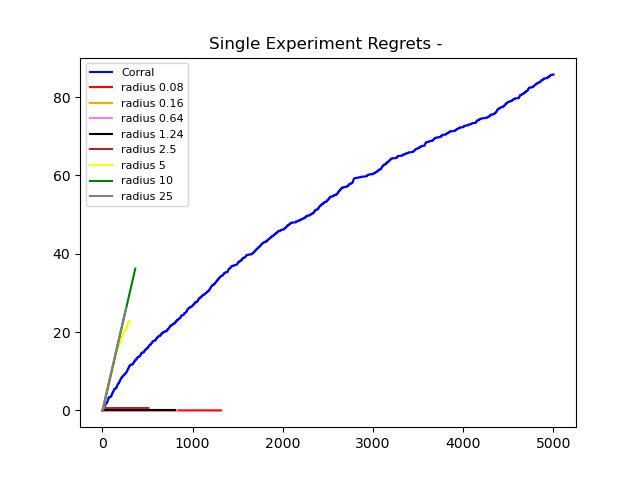 Single Experiment Regrets -
Corral
radius 0.08
radius 0.16
radius 0.64
radius 1.24
radius 2.5
radius 5
radius 10
radius 25
80
60
40
20
0
0 1000 2000 3000 4000 5000